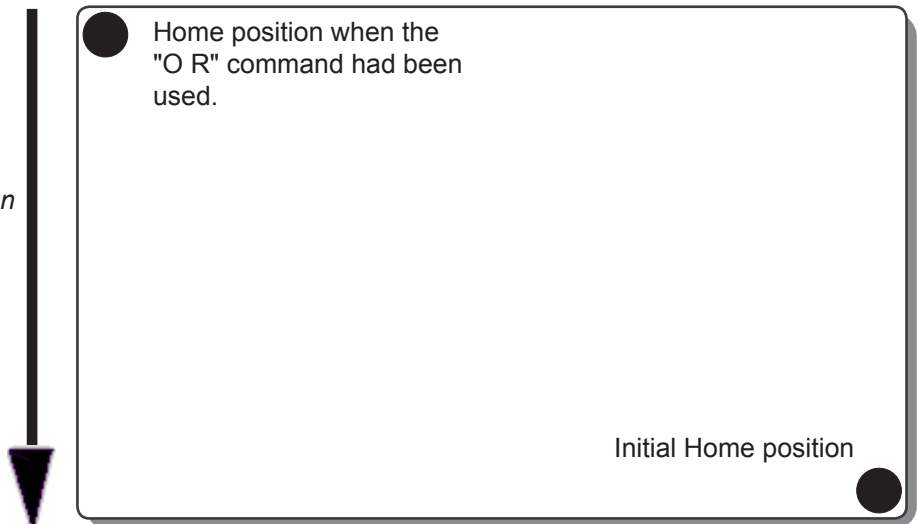 Home position when the
"O R" command had been
used.
n
Initial Home position